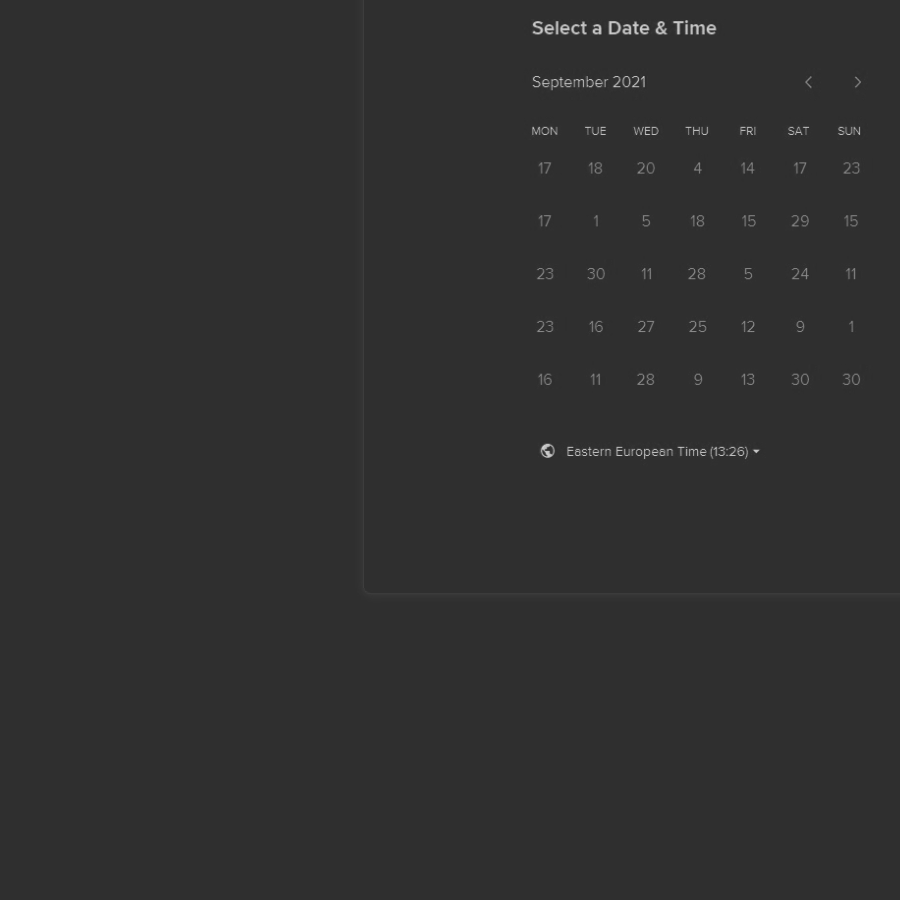 Select a Date & Time
September 2021
MON TUE WED THU FRI SAT SUN
17 18 20 4 14 17 23
17 1 5 18 15 29 15
23 30 11 28 5 24 11
23 16 27 25 12 9 1
16 11 28 9 13 30 30
Eastern European Time (13:26)